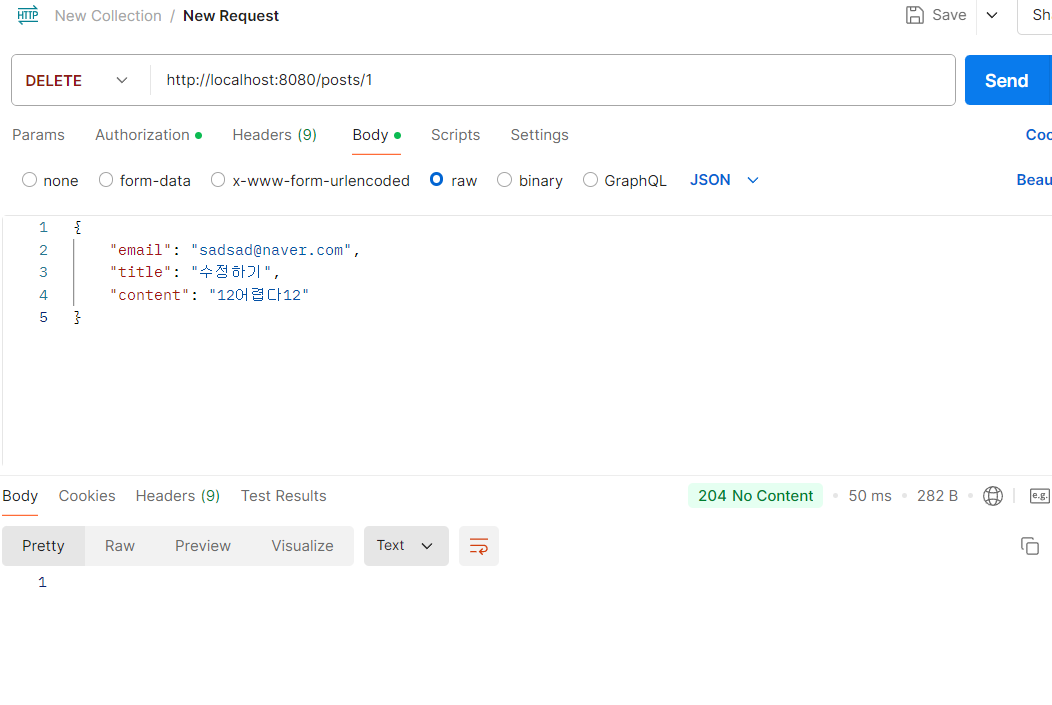 HTTP New Collection / New Request Save Sh
DELETE http://localhost:8080/posts/1 Send
Params Authorization Headers (9) Body Scripts Settings Coo
none form-data x-www-form-urlencoded raw binary GraphQL JSON Beau
1 {
2 "email": "sadsad@naver.com",
3 "title": "수정하기",
4 "content": "12어렵다12"
5 }
Body Cookies Headers (9) Test Results 204 No Content 50 ms 282 B e.g.
Pretty Raw Preview Visualize Text
1